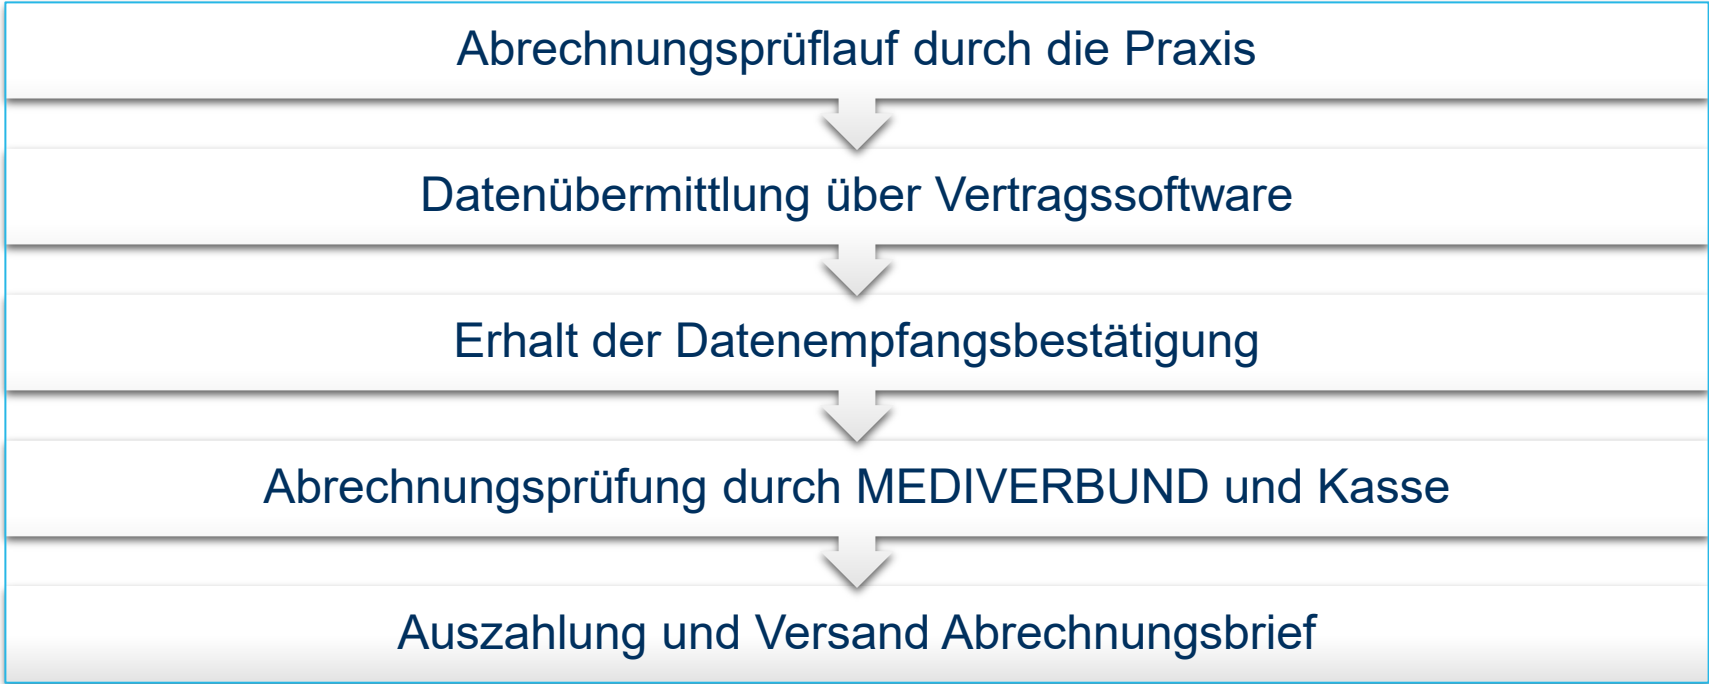 Abrechnungsprüflauf durch die Praxis
Datenübermittlung über Vertragssoftware
Erhalt der Datenempfangsbestätigung
Abrechnungsprüfung durch MEDIVERBUND und Kasse
Auszahlung und Versand Abrechnungsbrief